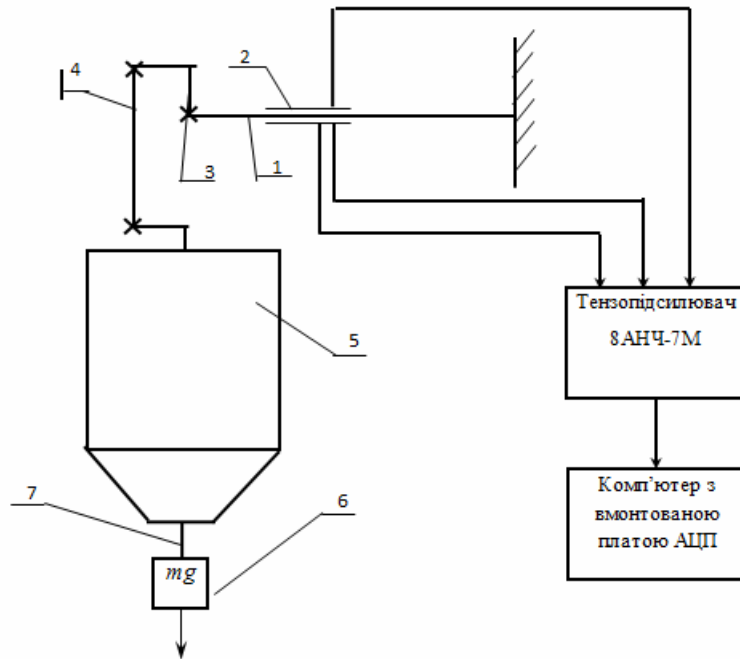 2
4
3
1
Тензопідсилювач
8АНЧ-7М
5
Комп'ютер з
вмонтованою
платою АЦП
7
6
mg